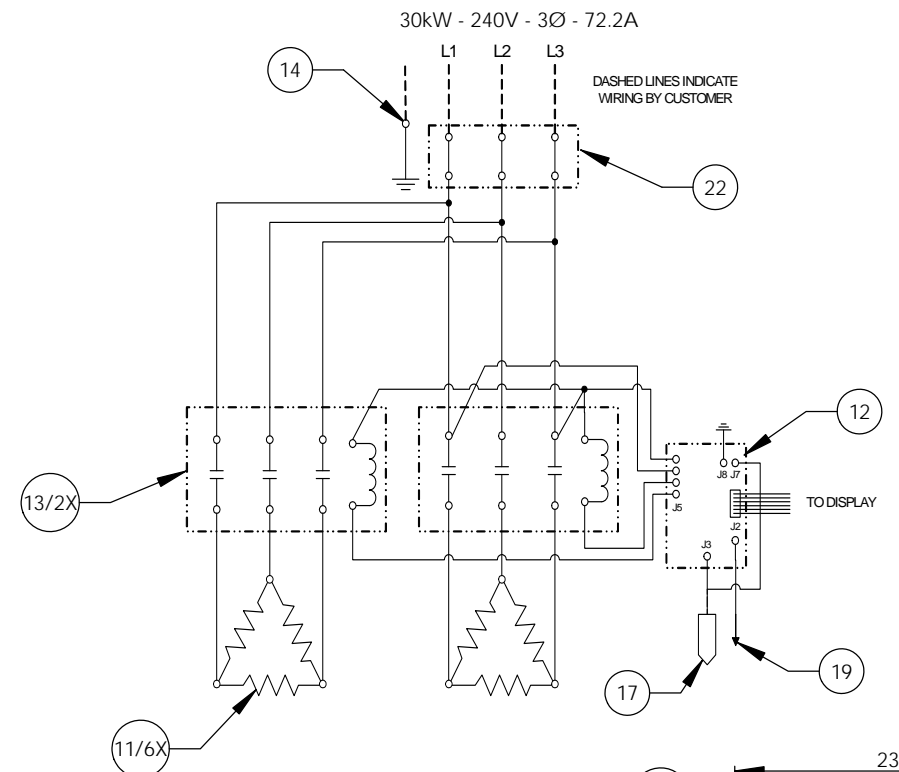 30kW - 240V - 3Ø - 72.2A
L1 L2 L3
14
DASHED LINES INDICATE
WIRING BY CUSTOMER
22
12
J8 J7
13/2X
J5
TO DISPLAY
J2
J3
19
17
11/6X
23